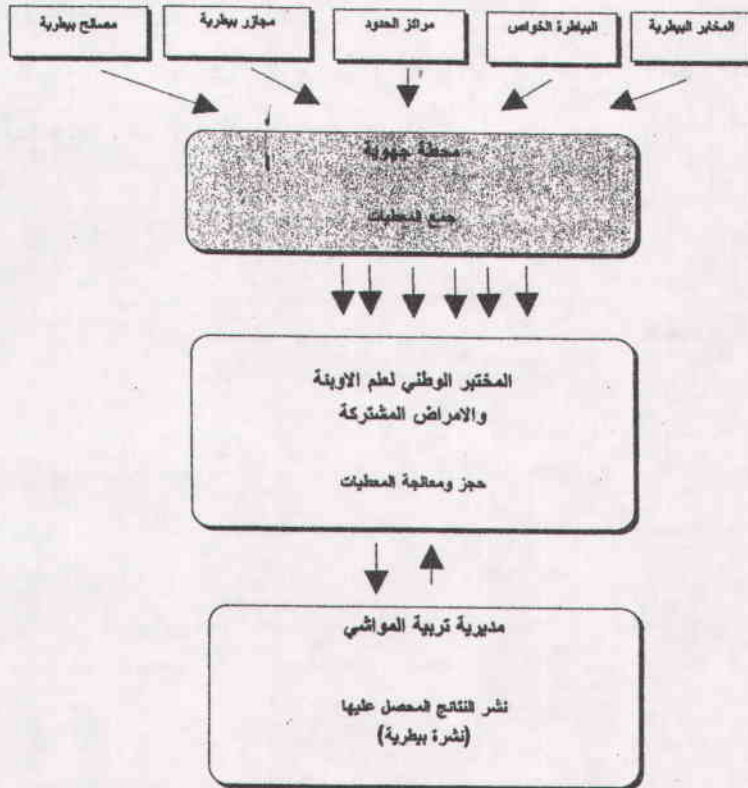 المخابر البيطرية
البياطرة الخواص
مراكز الحدود
مجازر بيطرية
مصالح بيطرية
محطة جهوية
جمع المعطيات
المختبر الوطني لعلم الاوبئة
والامراض المشتركة
حجز ومعالجة المعطيات
مديرية تربية المواشي
نشر النتائج المحصل عليها
(نشرة بيطرية)